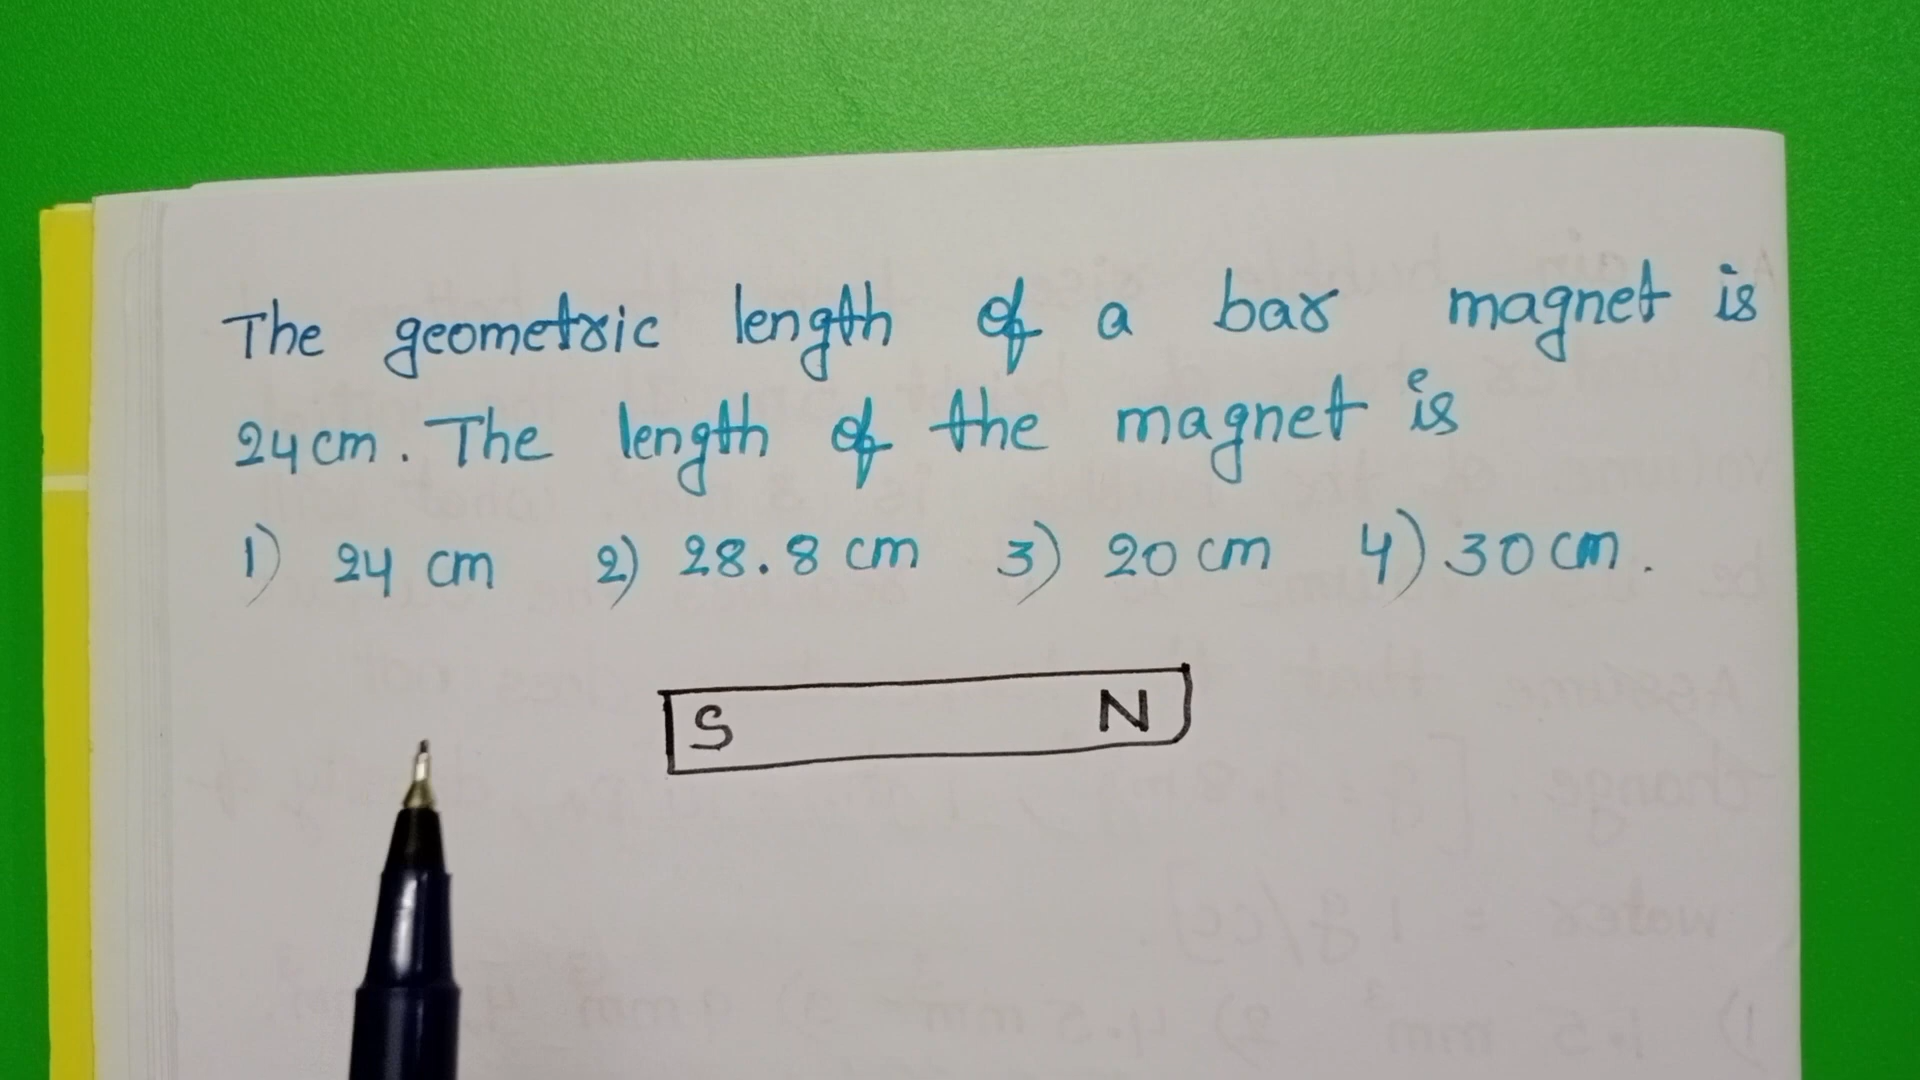 The geometric length of a bar magnet is
24 cm. The length of the magnet is
1) 24 cm 2) 28.8 cm 3) 20 cm 4) 30 cm.
S N